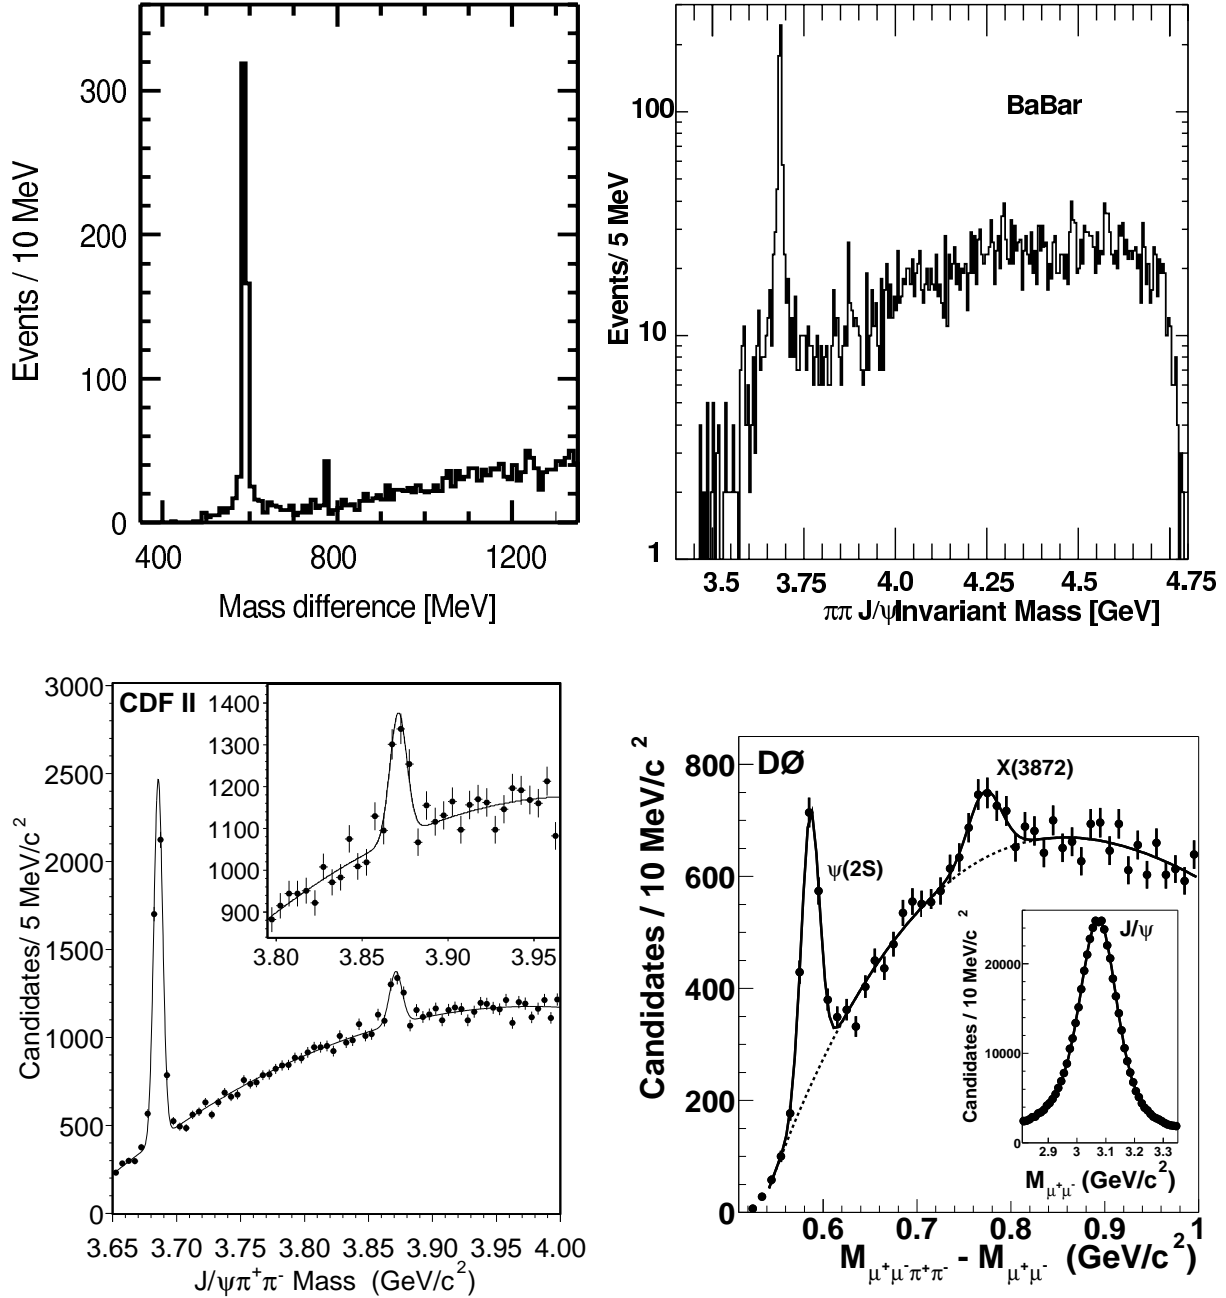 300
200
100
0
400
800
1200
Events / 10 MeV
Mass difference [MeV]
BaBar
100
10
1
3.5 3.75 4.0 4.25 4.5 4.75
Events/ 5 MeV
ππ J/ψ Invariant Mass [GeV]
CDF II
3000
2500
2000
1500
1000
500
0
3.65 3.70 3.75 3.80 3.85 3.90 3.95 4.00
Candidates/ 5 MeV/c²
J/ψπ⁺π⁻ Mass (GeV/c²)
1400
1300
1200
1100
1000
900
3.80 3.85 3.90 3.95
DØ
X(3872)
ψ(2S)
800
600
400
200
0
0.6 0.7 0.8 0.9 1
Candidates / 10 MeV/c²
M μ⁺μ⁻π⁺π⁻ - M μ⁺μ⁻ (GeV/c²)
J/ψ
20000
10000
0
2.9 3 3.1 3.2 3.3
Candidates / 10 MeV/c²
M μ⁺μ⁻ (GeV/c²)